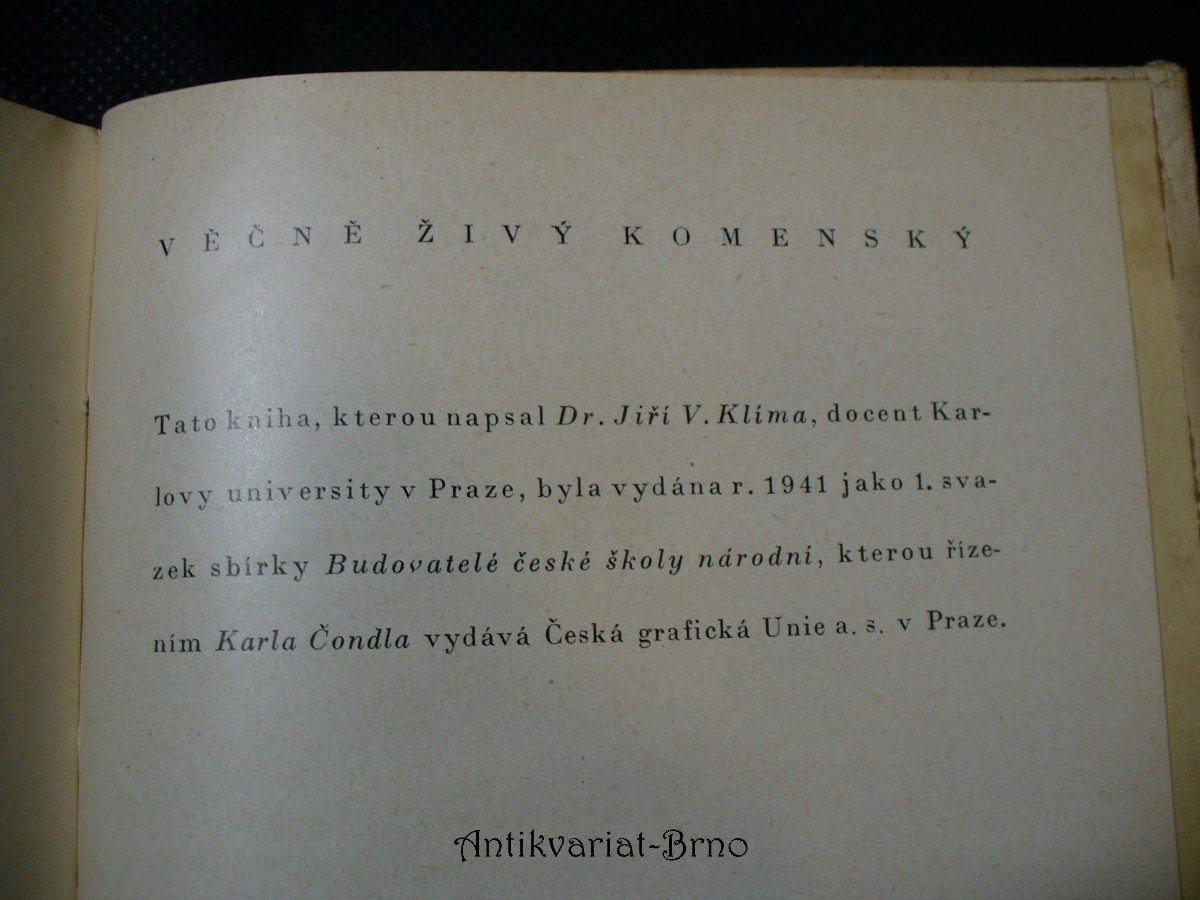 VĚČNĚ ŽIVÝ KOMENSKÝ
Tato kniha, kterou napsal Dr. Jiří V. Klíma, docent Kar-
lovy university v Praze, byla vydána r. 1941 jako 1. sva-
zek sbírky Budovatelé české školy národní, kterou říze-
ním Karla Čondla vydává Česká grafická Unie a. s. v Praze.
Antikvariat-Brno